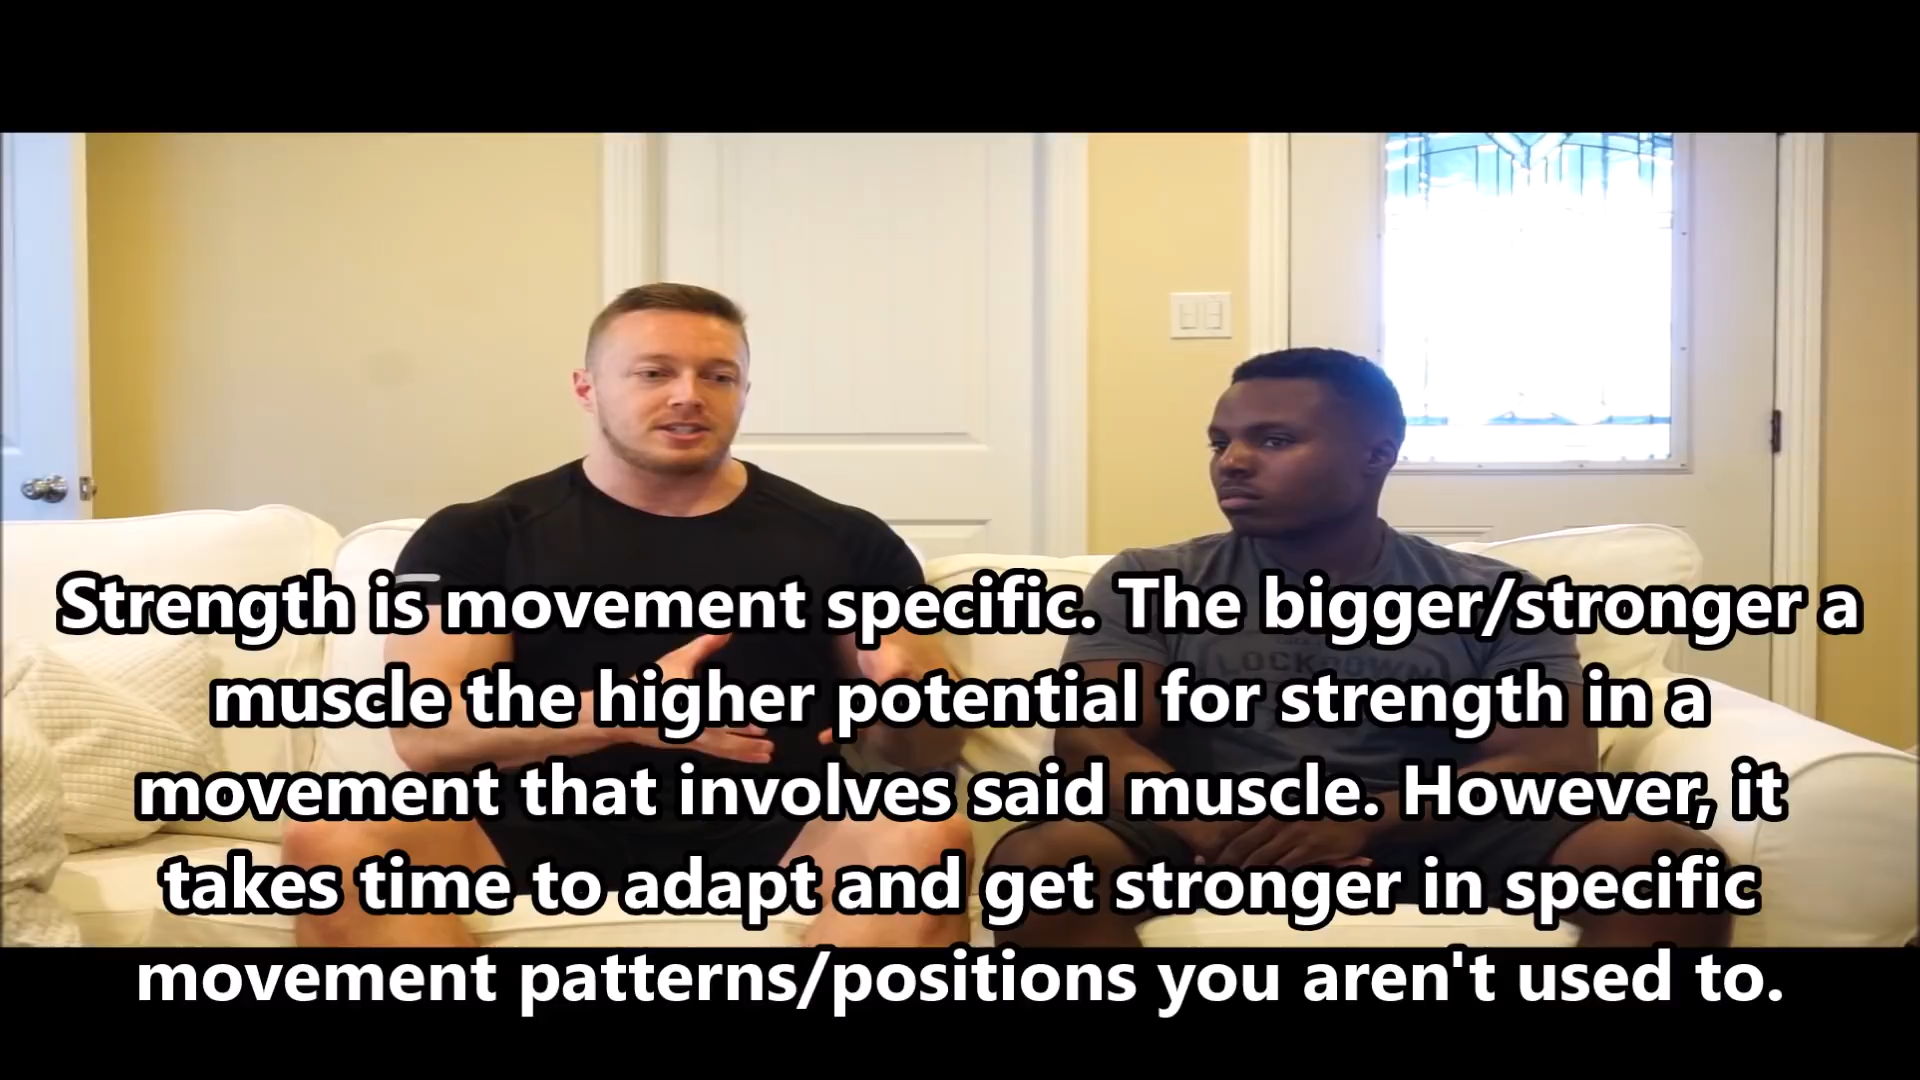 Strength is movement specific. The bigger/stronger a
muscle the higher potential for strength in a
movement that involves said muscle. However, it
takes time to adapt and get stronger in specific
movement patterns/positions you aren't used to.
LOCKDOWN